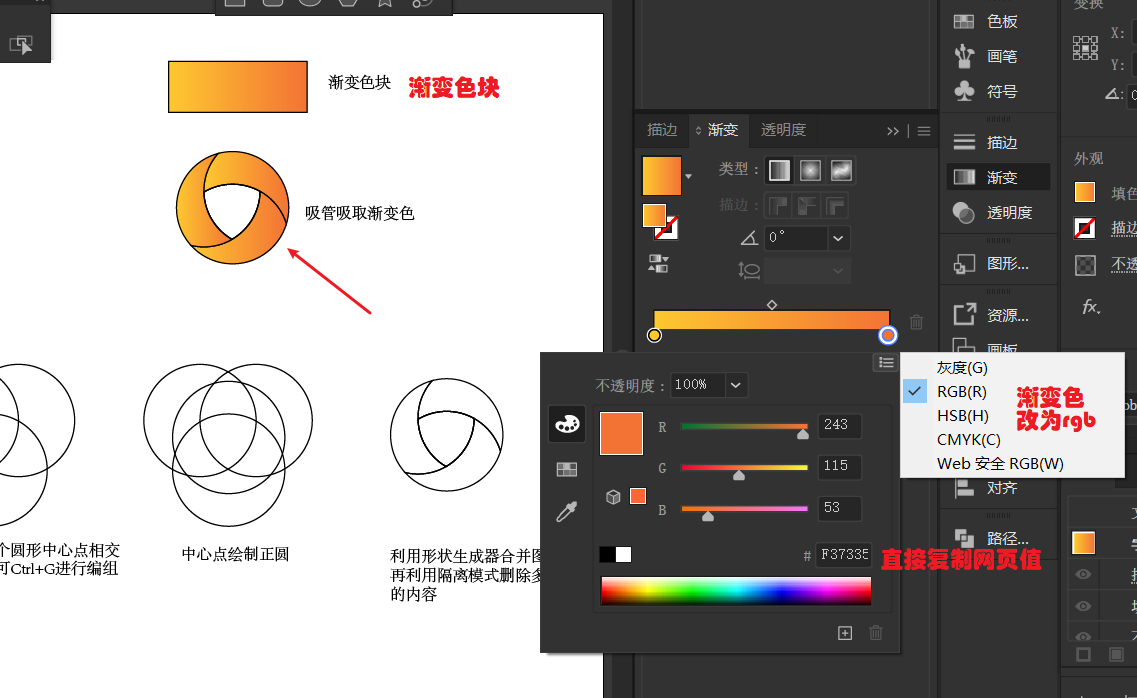 渐变色块
渐变色块
吸管吸取渐变色
个圆形中心点相交
可Ctrl+G进行编组
中心点绘制正圆
利用形状生成器合并图
再利用隔离模式删除多
的内容
描边
渐变
透明度
类型：
描边：
0°
不透明度：
100%
R
243
G
115
B
53
#
F37335
直接复制网页值
灰度(G)
RGB(R)
HSB(H)
CMYK(C)
Web 安全 RGB(W)
渐变色
改为rgb
色板
画笔
符号
描边
渐变
透明度
图形...
资源...
画板
对齐
路径...
变换
X:
Y:
外观
填色
描边
不透
fx.